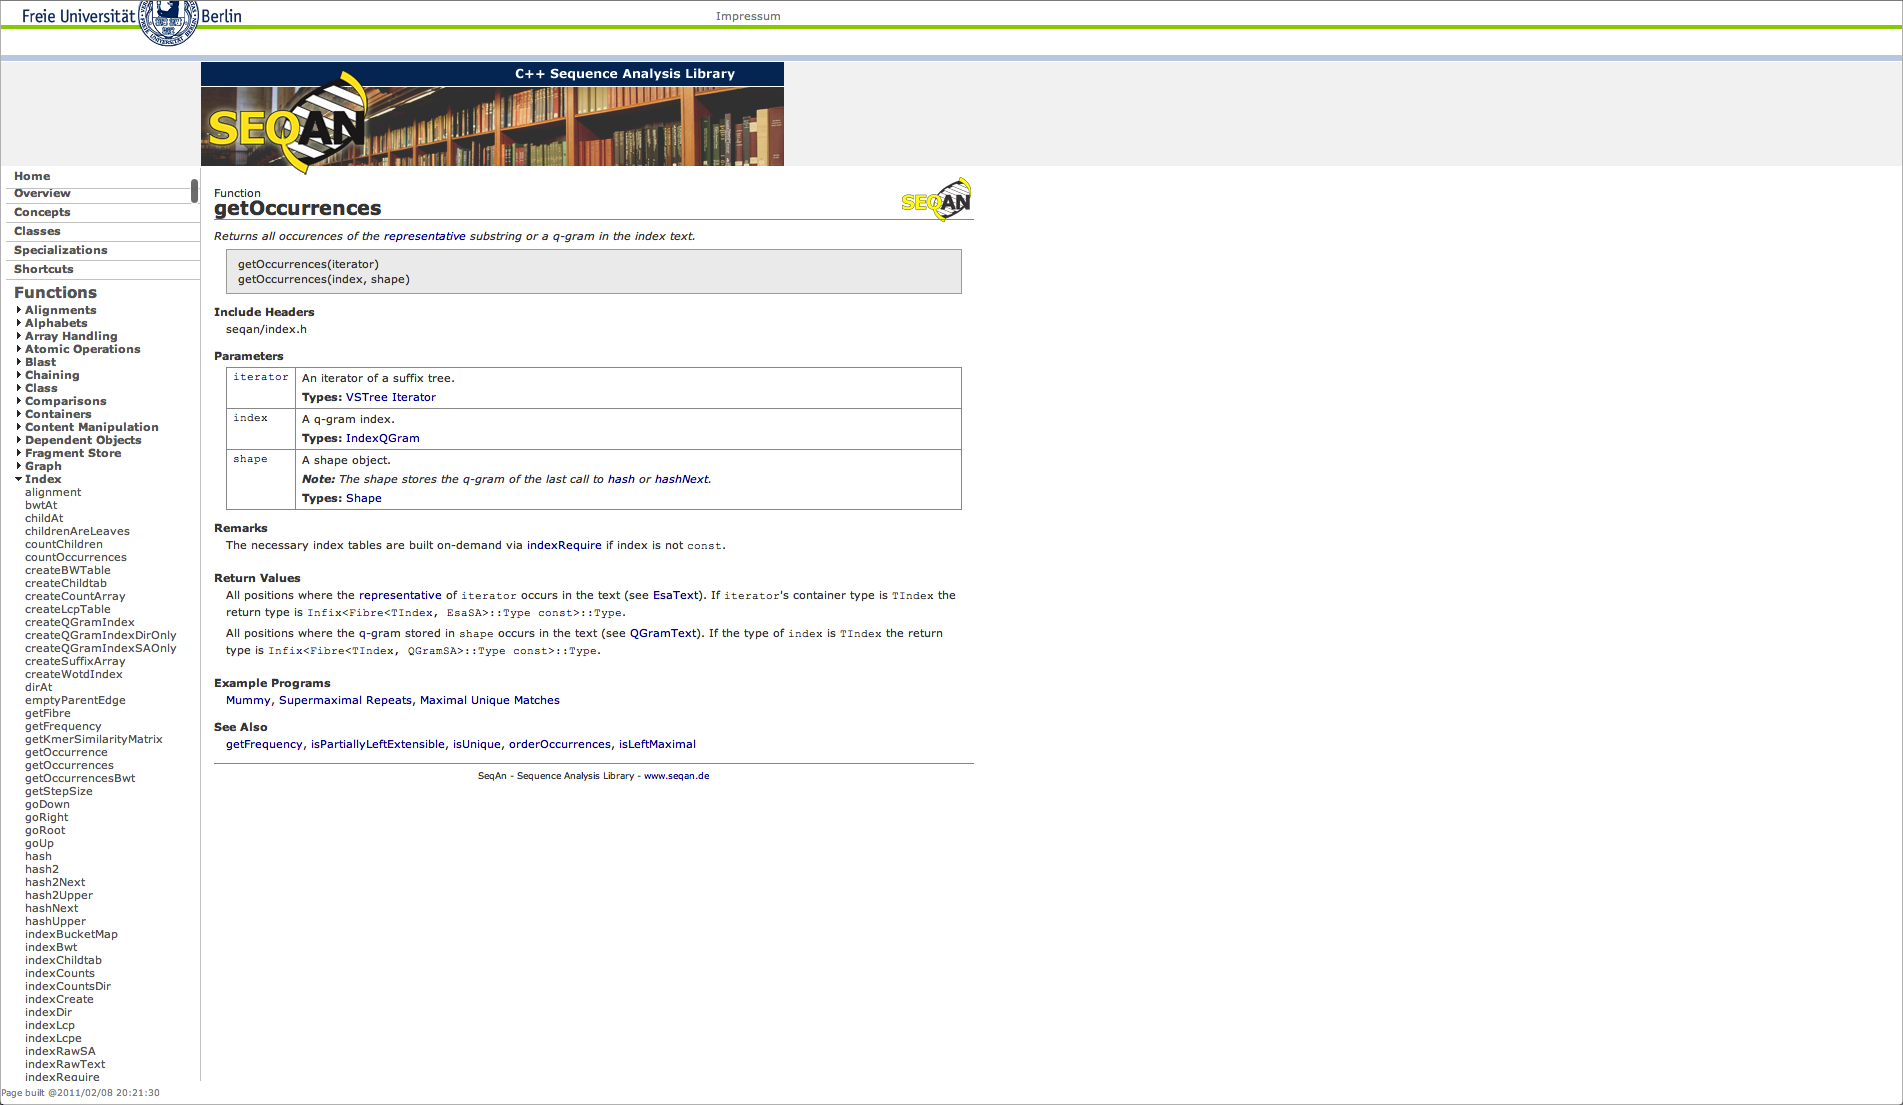 Freie Universität Berlin
Impressum
C++ Sequence Analysis Library
SEQAN
Home
Overview
Concepts
Classes
Specializations
Shortcuts
Functions
Alignments
Alphabets
Array Handling
Atomic Operations
Blast
Chaining
Class
Comparisons
Containers
Content Manipulation
Dependent Objects
Fragment Store
Graph
Index
alignment
bwtAt
childAt
childrenAreLeaves
countChildren
countOccurrences
createBWTable
createChildtab
createCountArray
createLcpTable
createQGramIndex
createQGramIndexDirOnly
createQGramIndexSAOnly
createSuffixArray
createWotdIndex
dirAt
emptyParentEdge
getFibre
getFrequency
getKmerSimilarityMatrix
getOccurrence
getOccurrences
getOccurrencesBwt
getStepSize
goDown
goRight
goRoot
goUp
hash
hash2
hash2Next
hash2Upper
hashNext
hashUpper
indexBucketMap
indexBwt
indexChildtab
indexCounts
indexCountsDir
indexCreate
indexDir
indexLcp
indexLcpe
indexRawSA
indexRawText
indexRequire
Page built @2011/02/08 20:21:30
Function
getOccurrences
SEQAN
Returns all occurences of the representative substring or a q-gram in the index text.
getOccurrences(iterator)
getOccurrences(index, shape)
Include Headers
seqan/index.h
Parameters
iterator An iterator of a suffix tree.
Types: VSTree Iterator
index A q-gram index.
Types: IndexQGram
shape A shape object.
Note: The shape stores the q-gram of the last call to hash or hashNext.
Types: Shape
Remarks
The necessary index tables are built on-demand via indexRequire if index is not const.
Return Values
All positions where the representative of iterator occurs in the text (see EsaText). If iterator's container type is TIndex the
return type is Infix<Fibre<TIndex, EsaSA>::Type const>::Type.
All positions where the q-gram stored in shape occurs in the text (see QGramText). If the type of index is TIndex the return
type is Infix<Fibre<TIndex, QGramSA>::Type const>::Type.
Example Programs
Mummy, Supermaximal Repeats, Maximal Unique Matches
See Also
getFrequency, isPartiallyLeftExtensible, isUnique, orderOccurrences, isLeftMaximal
SeqAn - Sequence Analysis Library - www.seqan.de